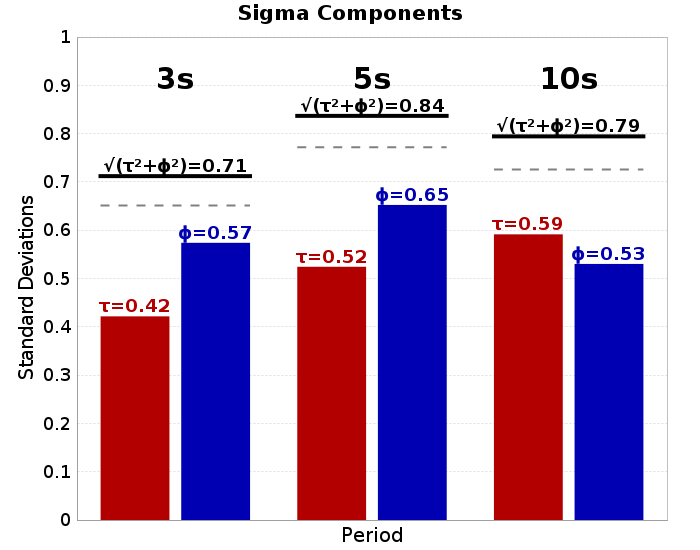 Sigma Components
Standard Deviations
1
0.9
0.8
0.7
0.6
0.5
0.4
0.3
0.2
0.1
0
3s
√(τ²+ϕ²)=0.71
τ=0.42
ϕ=0.57
5s
√(τ²+ϕ²)=0.84
τ=0.52
ϕ=0.65
10s
√(τ²+ϕ²)=0.79
τ=0.59
ϕ=0.53
Period